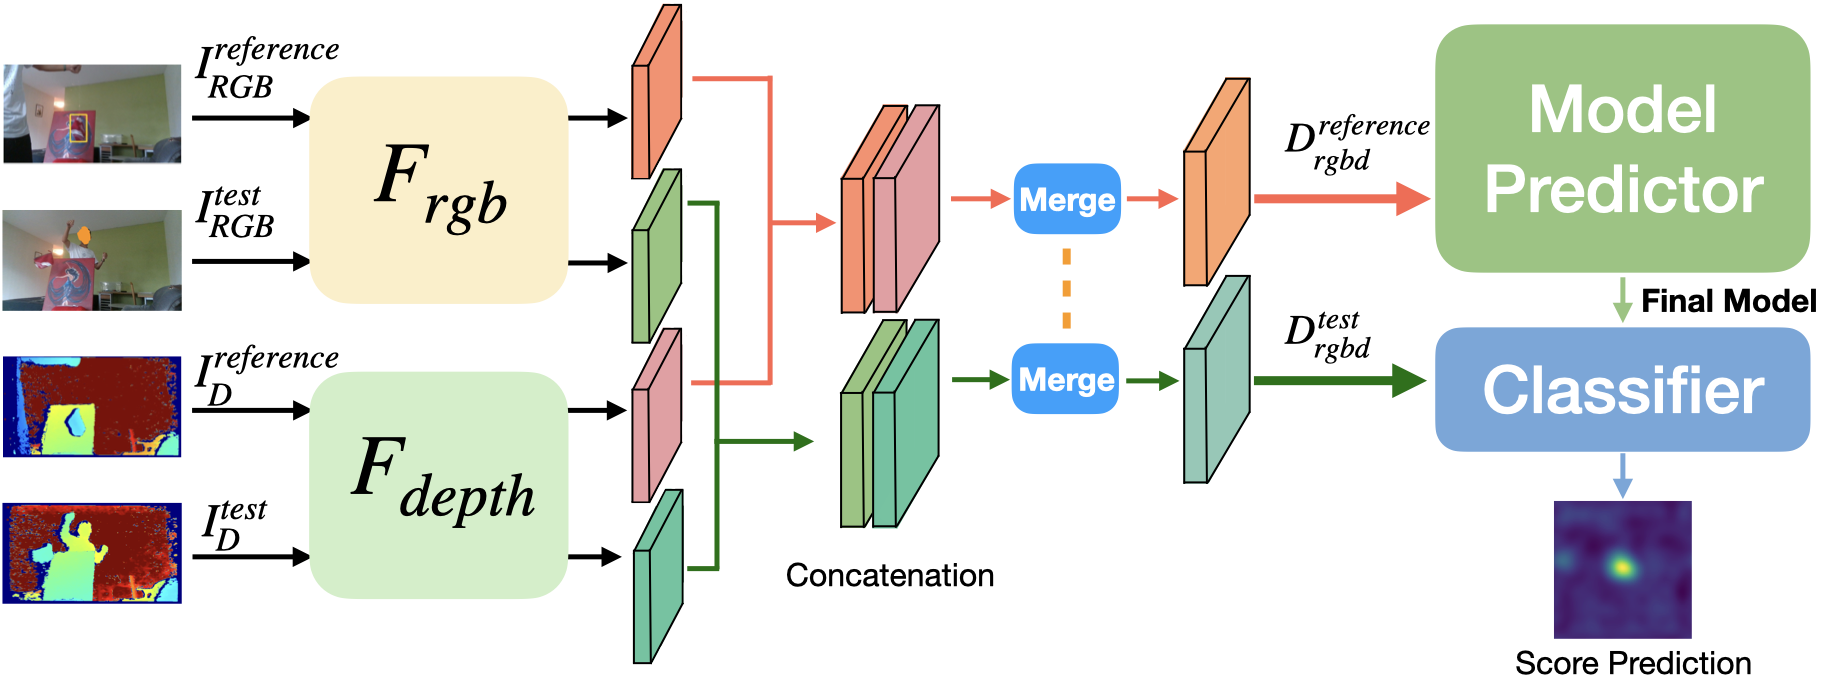 I_{RGB}^{reference}
I_{RGB}^{test}
I_{D}^{reference}
I_{D}^{test}
F_{rgb}
F_{depth}
Concatenation
Merge
Merge
D_{rgbd}^{reference}
D_{rgbd}^{test}
Model
Predictor
Final Model
Classifier
Score Prediction